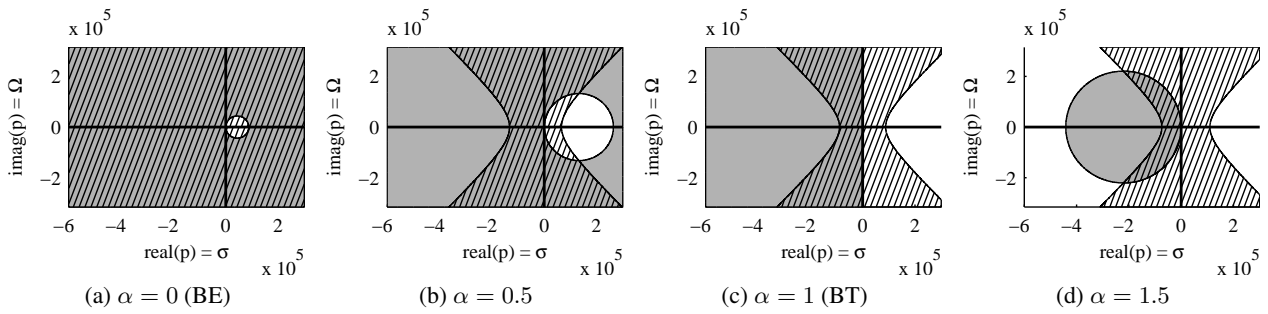 x 10^5
imag(p) = Ω
2
0
−2
−6 −4 −2 0 2
real(p) = σ
x 10^5
(a) α = 0 (BE)
x 10^5
imag(p) = Ω
2
0
−2
−6 −4 −2 0 2
real(p) = σ
x 10^5
(b) α = 0.5
x 10^5
imag(p) = Ω
2
0
−2
−6 −4 −2 0 2
real(p) = σ
x 10^5
(c) α = 1 (BT)
x 10^5
imag(p) = Ω
2
0
−2
−6 −4 −2 0 2
real(p) = σ
x 10^5
(d) α = 1.5